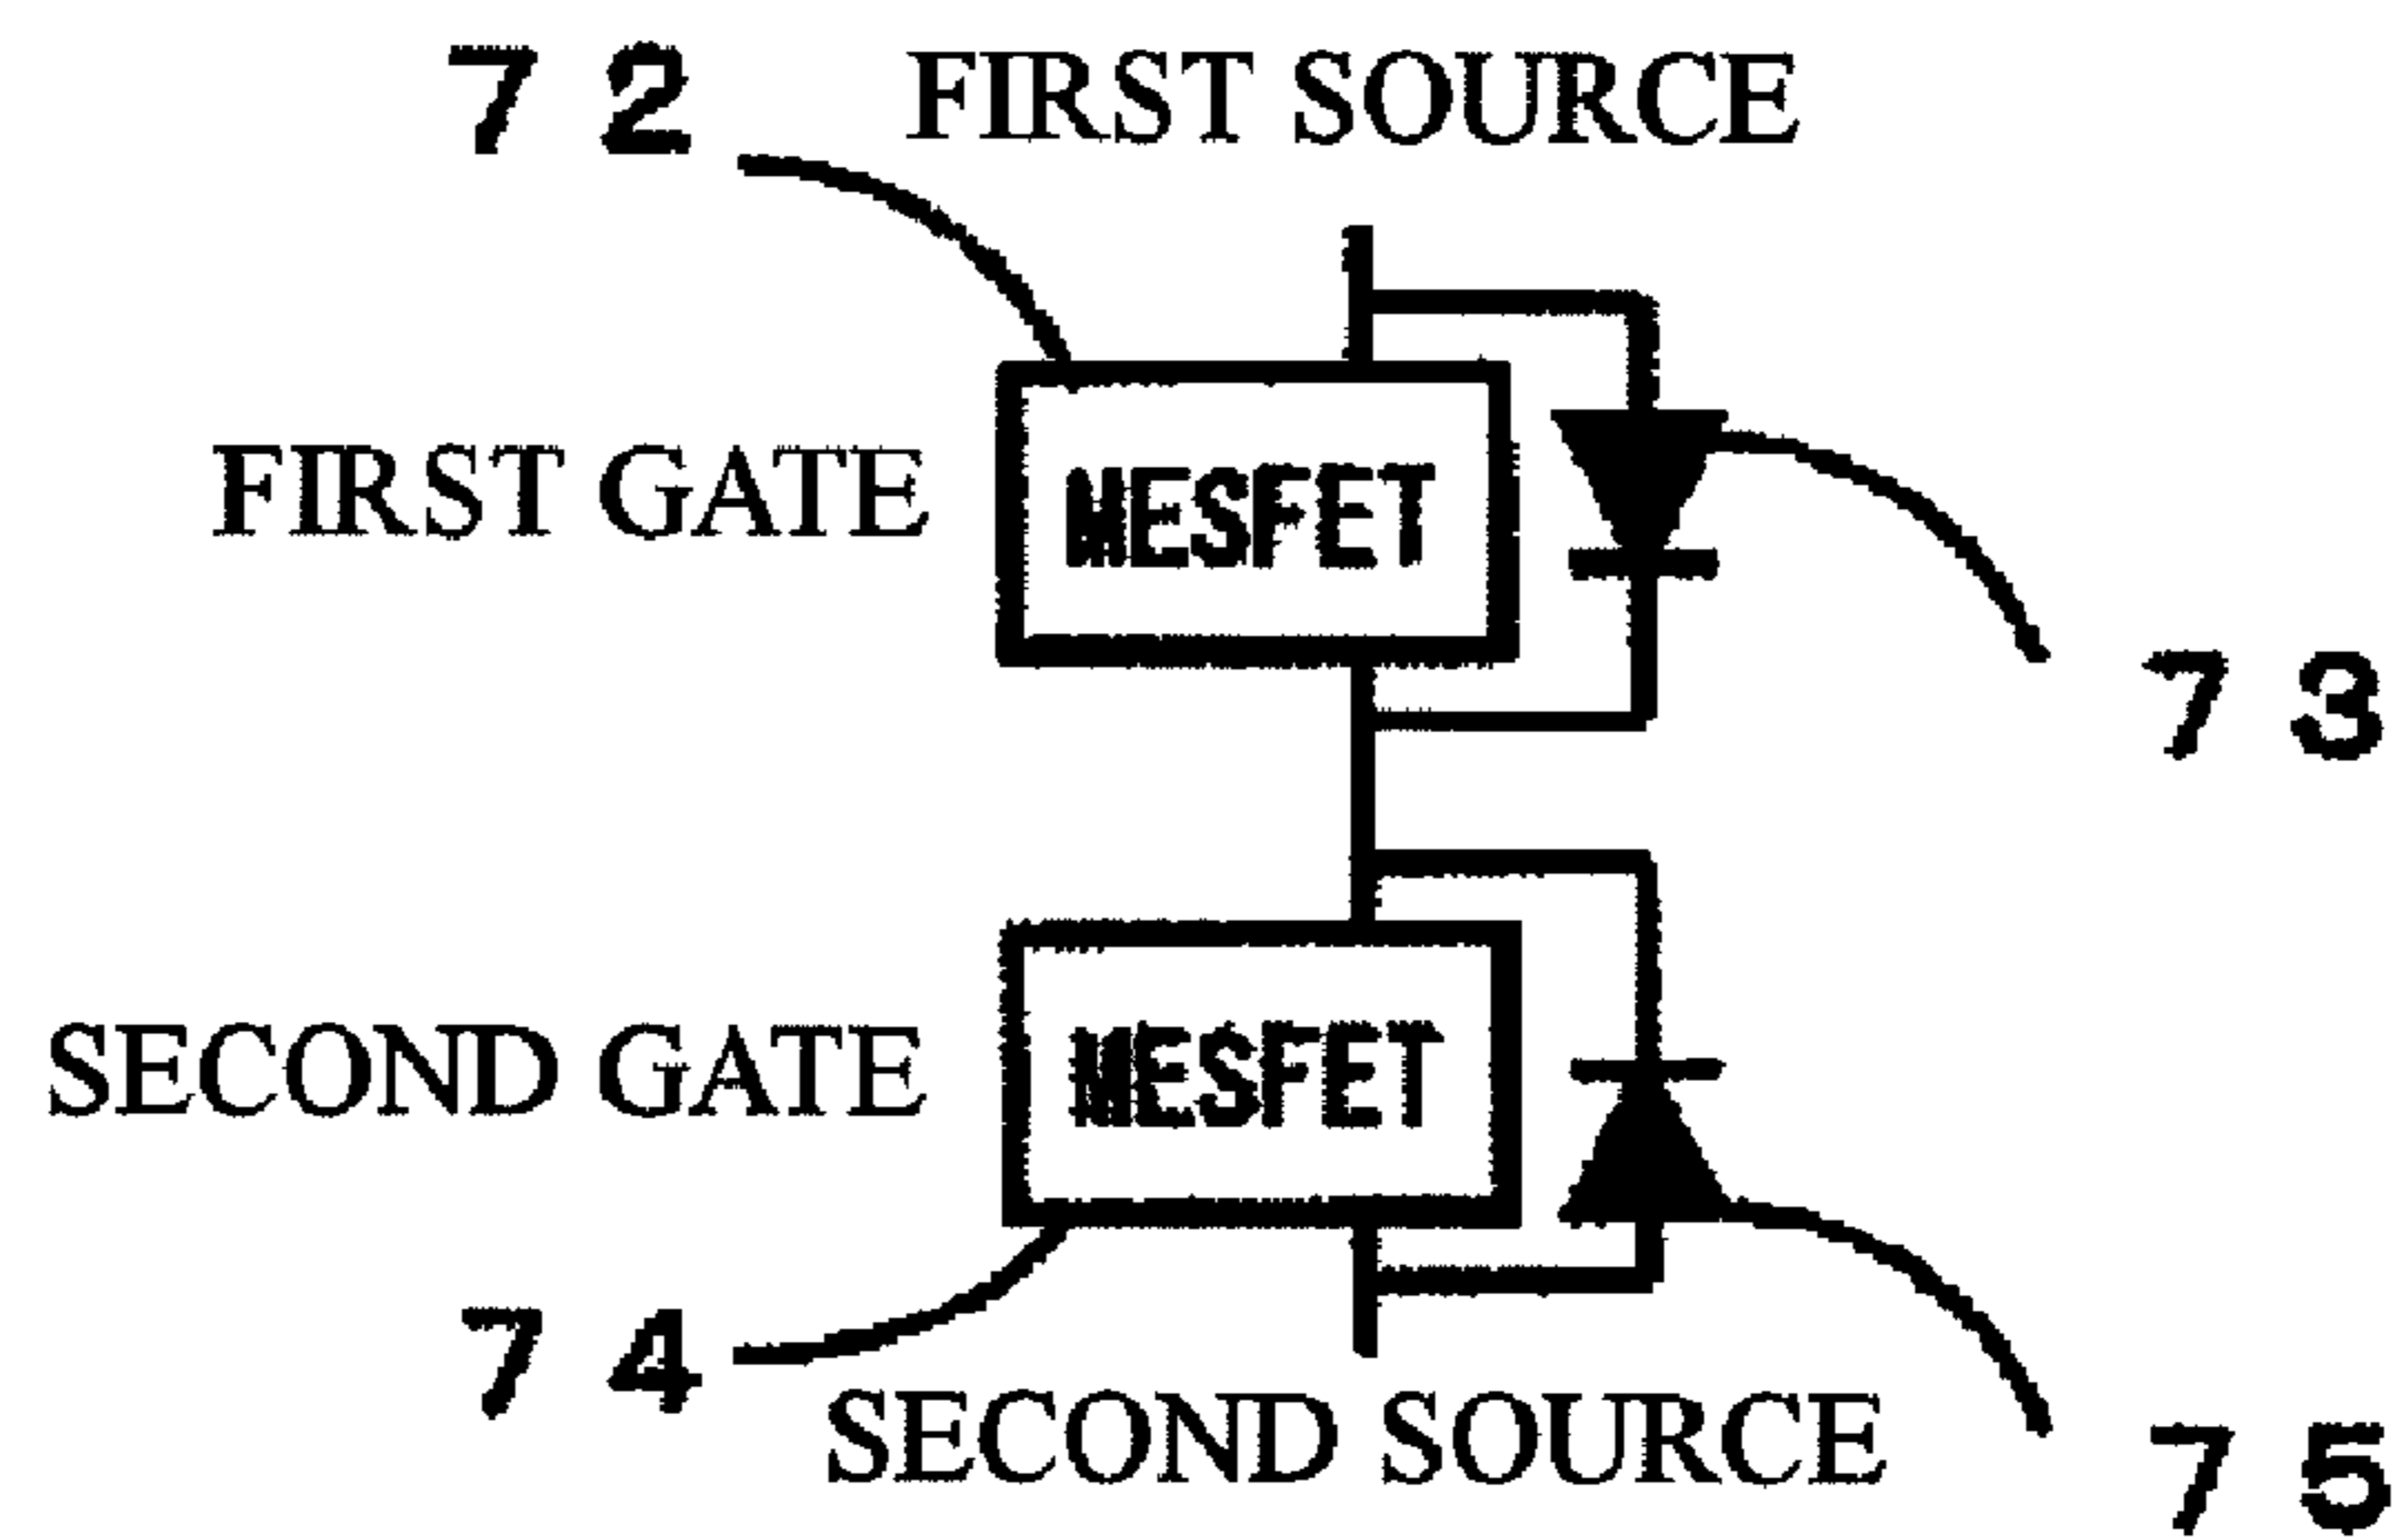 72
FIRST SOURCE
FIRST GATE
MESFET
73
SECOND GATE
MESFET
74
SECOND SOURCE
75